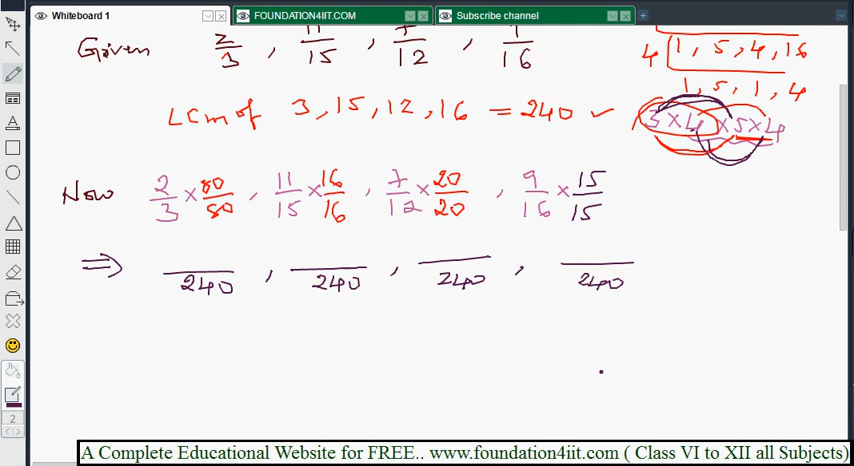 Whiteboard 1
FOUNDATION4IIT.COM
Subscribe channel
Given 2/3 , 11/15 , 7/12 , 1/16
4 | 1, 5, 4, 16
1, 5, 1, 4
LCM of 3, 15, 12, 16 = 240 ✓
3×4×5×4
Now 2/3 × 80/80 , 11/15 × 16/16 , 7/12 × 20/20 , 9/16 × 15/15
⇒ /240 , /240 , /240 , /240
2
A Complete Educational Website for FREE.. www.foundation4iit.com ( Class VI to XII all Subjects)